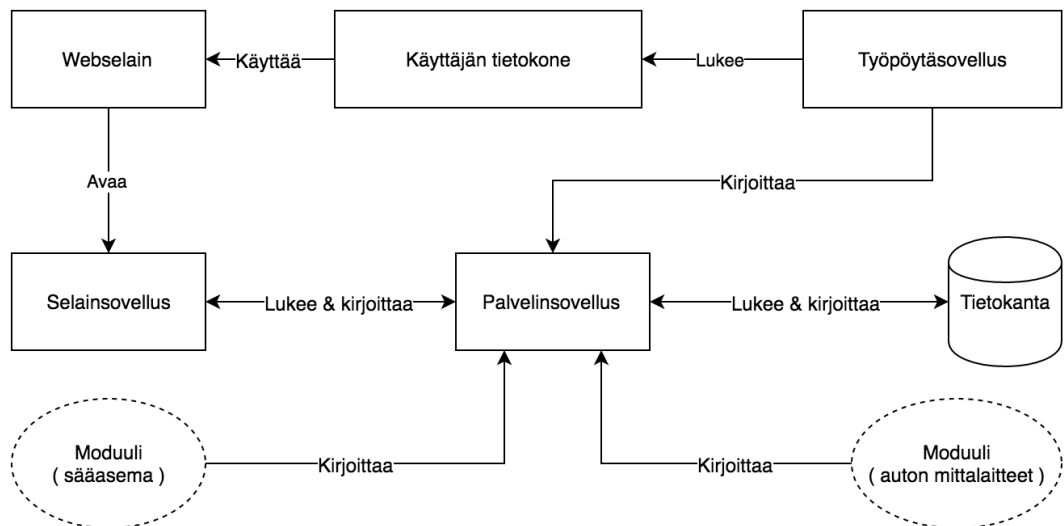 Webselain
Käyttää
Käyttäjän tietokone
Lukee
Työpöytäsovellus
Avaa
Kirjoittaa
Selainsovellus
Lukee & kirjoittaa
Palvelinsovellus
Lukee & kirjoittaa
Tietokanta
Moduuli
( sääasema )
Kirjoittaa
Kirjoittaa
Moduuli
( auton mittalaitteet )